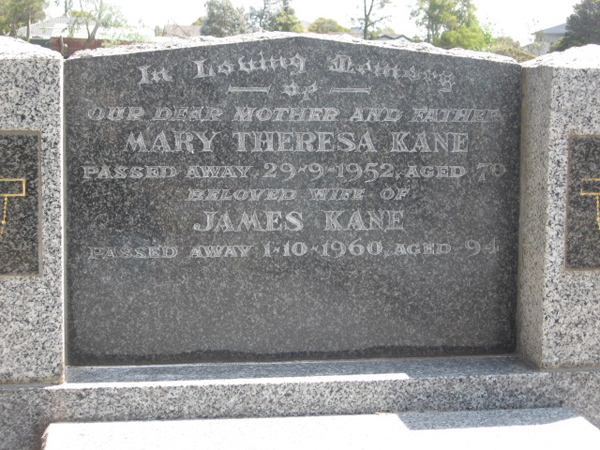 In Loving Memory
OF
OUR DEAR MOTHER AND FATHER
MARY THERESA KANE
PASSED AWAY 29-9-1952, AGED 70
BELOVED WIFE OF
JAMES KANE
PASSED AWAY 1-10-1960, AGED 94